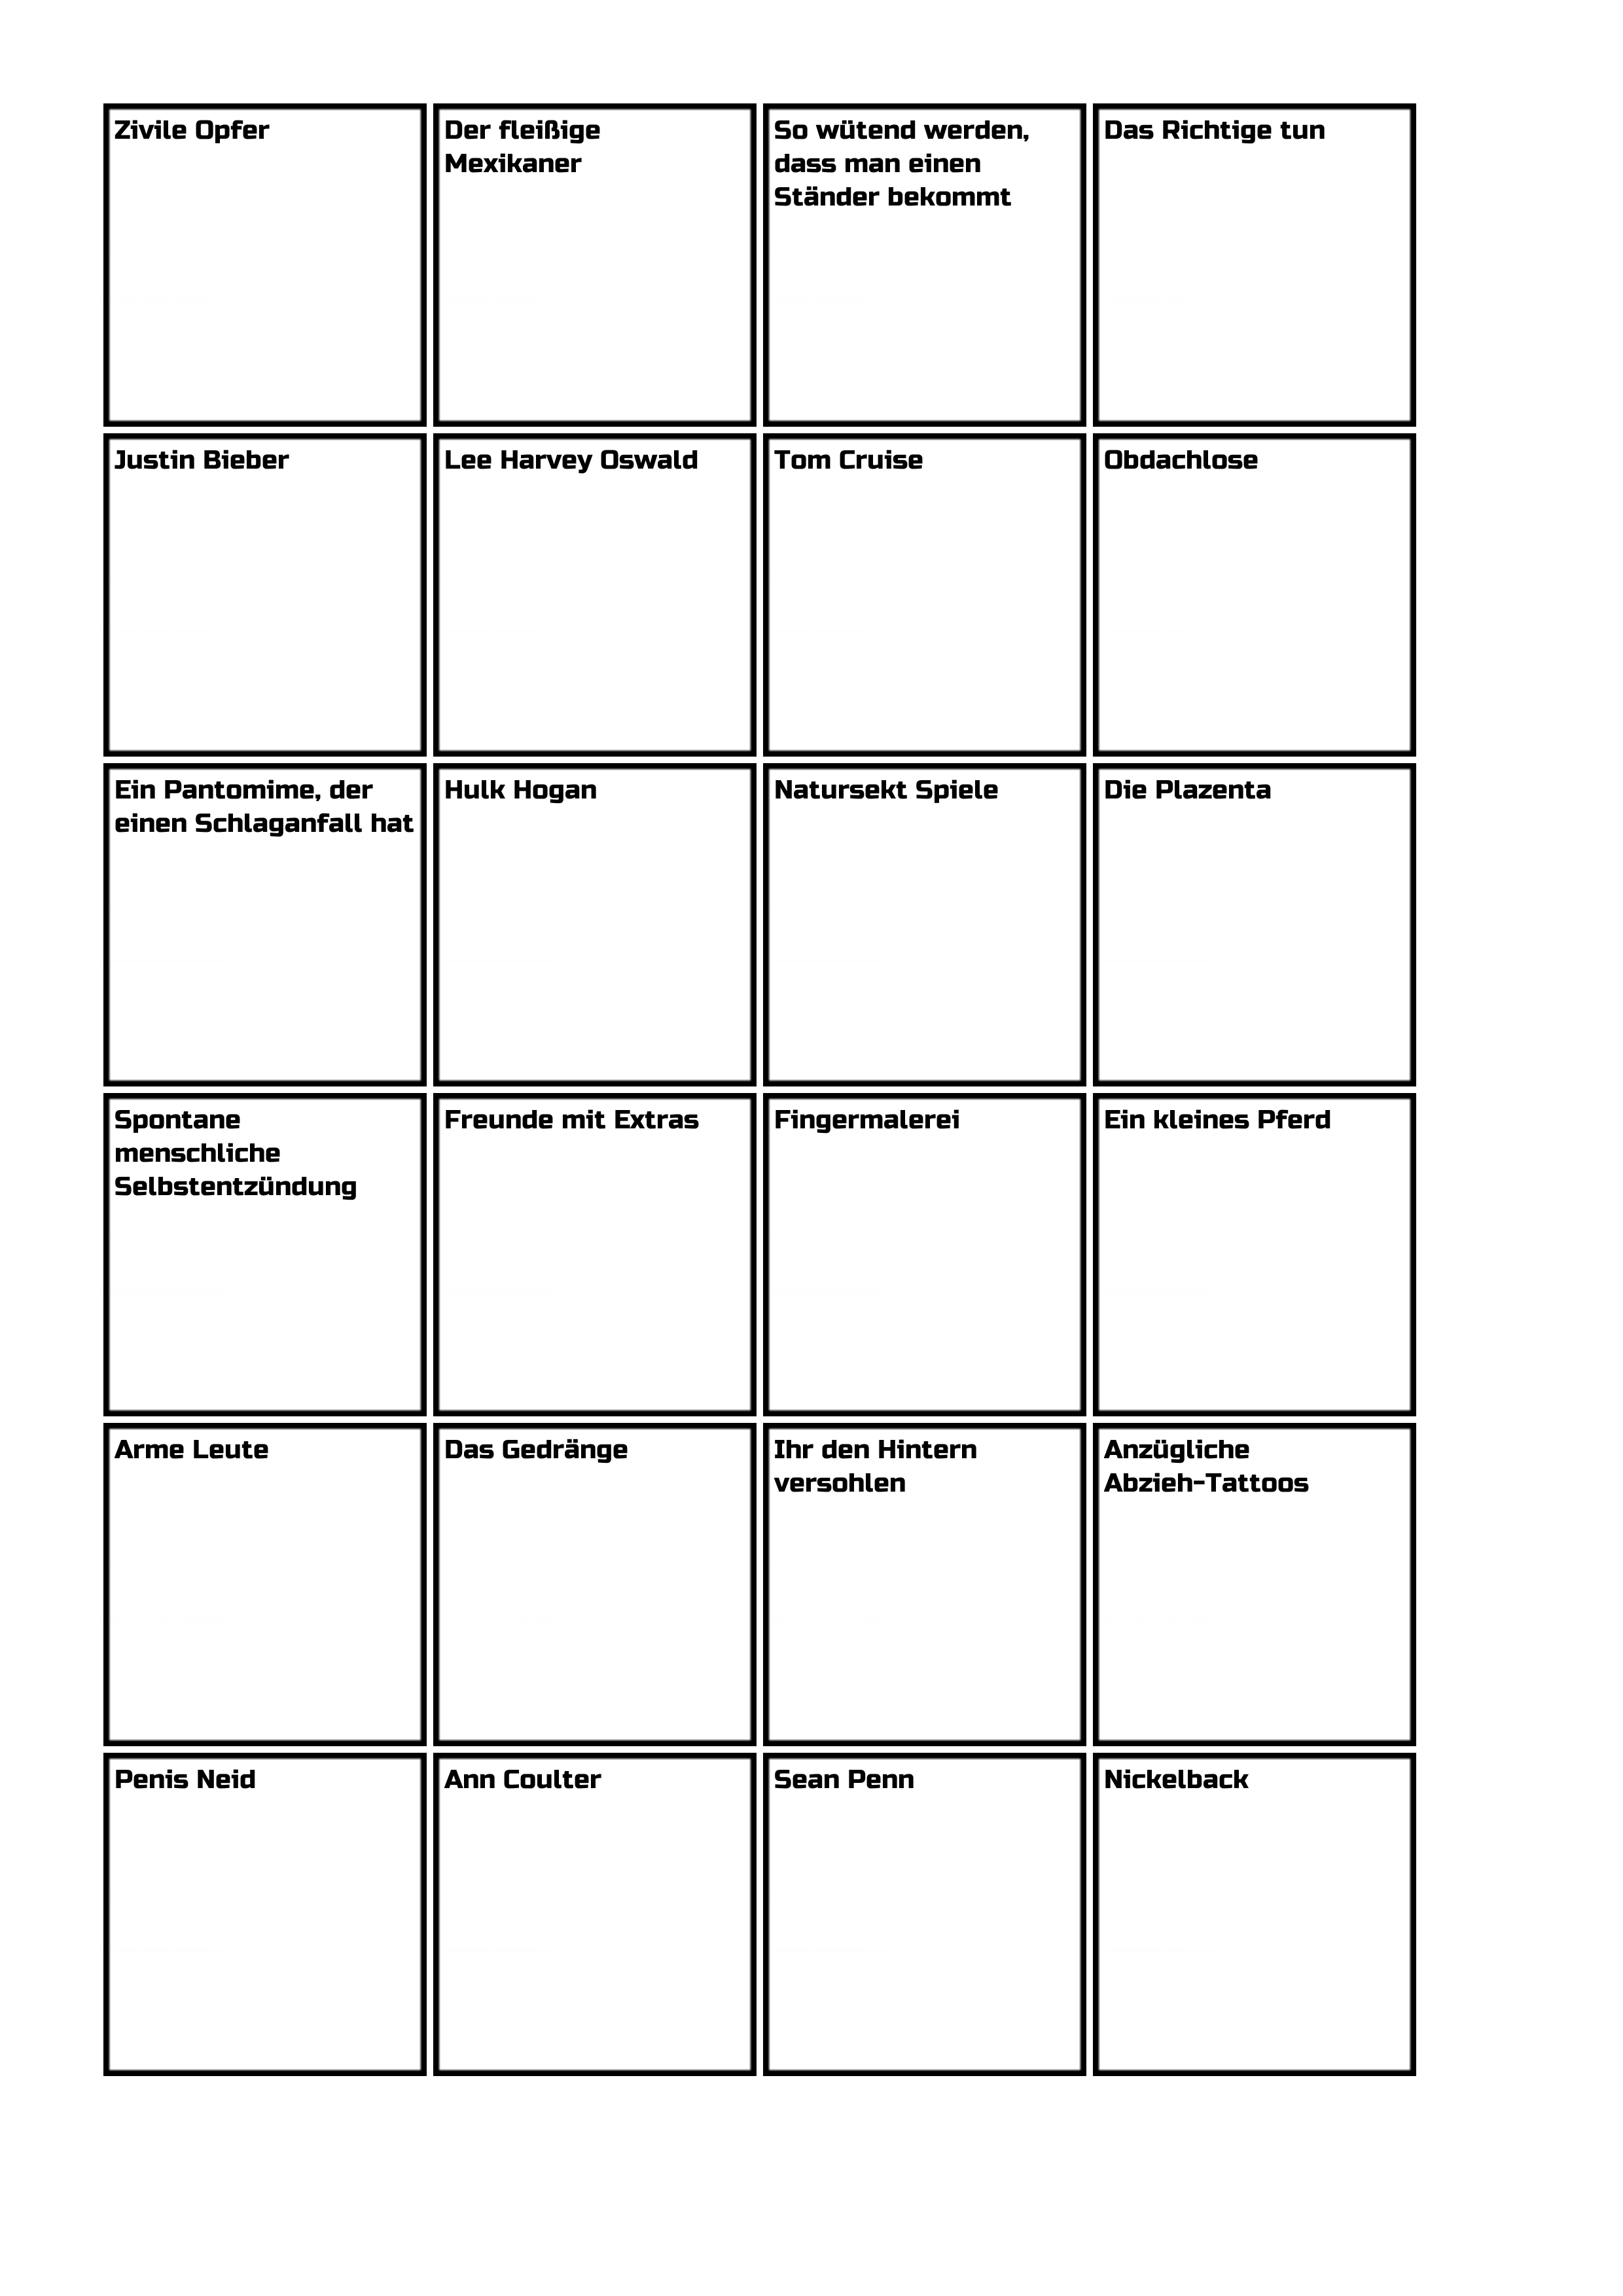 Zivile Opfer
Der fleißige
Mexikaner
So wütend werden,
dass man einen
Ständer bekommt
Das Richtige tun
Justin Bieber
Lee Harvey Oswald
Tom Cruise
Obdachlose
Ein Pantomime, der
einen Schlaganfall hat
Hulk Hogan
Natursekt Spiele
Die Plazenta
Spontane
menschliche
Selbstentzündung
Freunde mit Extras
Fingermalerei
Ein kleines Pferd
Arme Leute
Das Gedränge
Ihr den Hintern
versohlen
Anzügliche
Abzieh-Tattoos
Penis Neid
Ann Coulter
Sean Penn
Nickelback